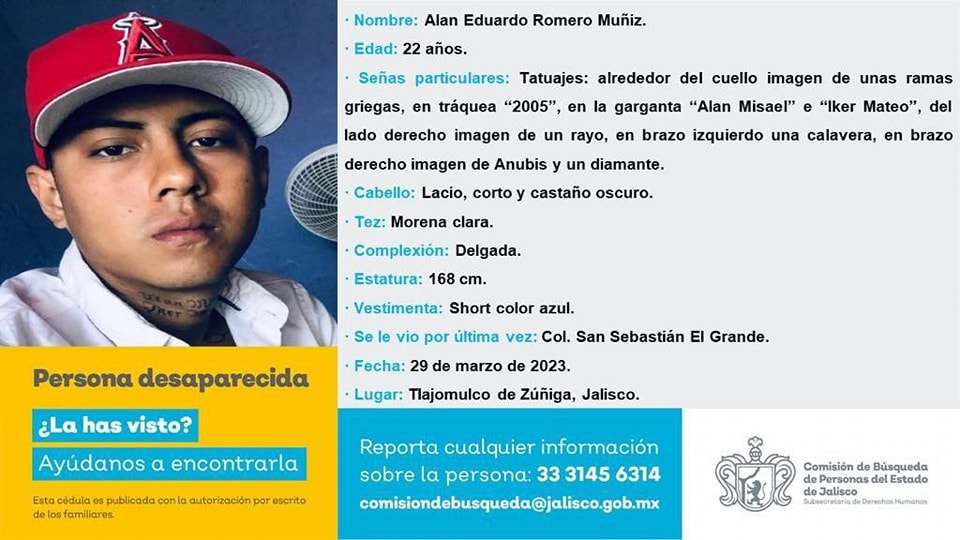 · Nombre: Alan Eduardo Romero Muñiz.
· Edad: 22 años.
· Señas particulares: Tatuajes: alrededor del cuello imagen de unas ramas
griegas, en tráquea “2005”, en la garganta “Alan Misael” e “Iker Mateo”, del
lado derecho imagen de un rayo, en brazo izquierdo una calavera, en brazo
derecho imagen de Anubis y un diamante.
· Cabello: Lacio, corto y castaño oscuro.
· Tez: Morena clara.
· Complexión: Delgada.
· Estatura: 168 cm.
· Vestimenta: Short color azul.
· Se le vio por última vez: Col. San Sebastián El Grande.
· Fecha: 29 de marzo de 2023.
· Lugar: Tlajomulco de Zúñiga, Jalisco.
Persona desaparecida
¿La has visto?
Ayúdanos a encontrarla
Esta cédula es publicada con la autorización por escrito
de los familiares.
Reporta cualquier información
sobre la persona: 33 3145 6314
comisiondebusqueda@jalisco.gob.mx
Comisión de Búsqueda
de Personas del Estado
de Jalisco
Subsecretaría de Derechos Humanos